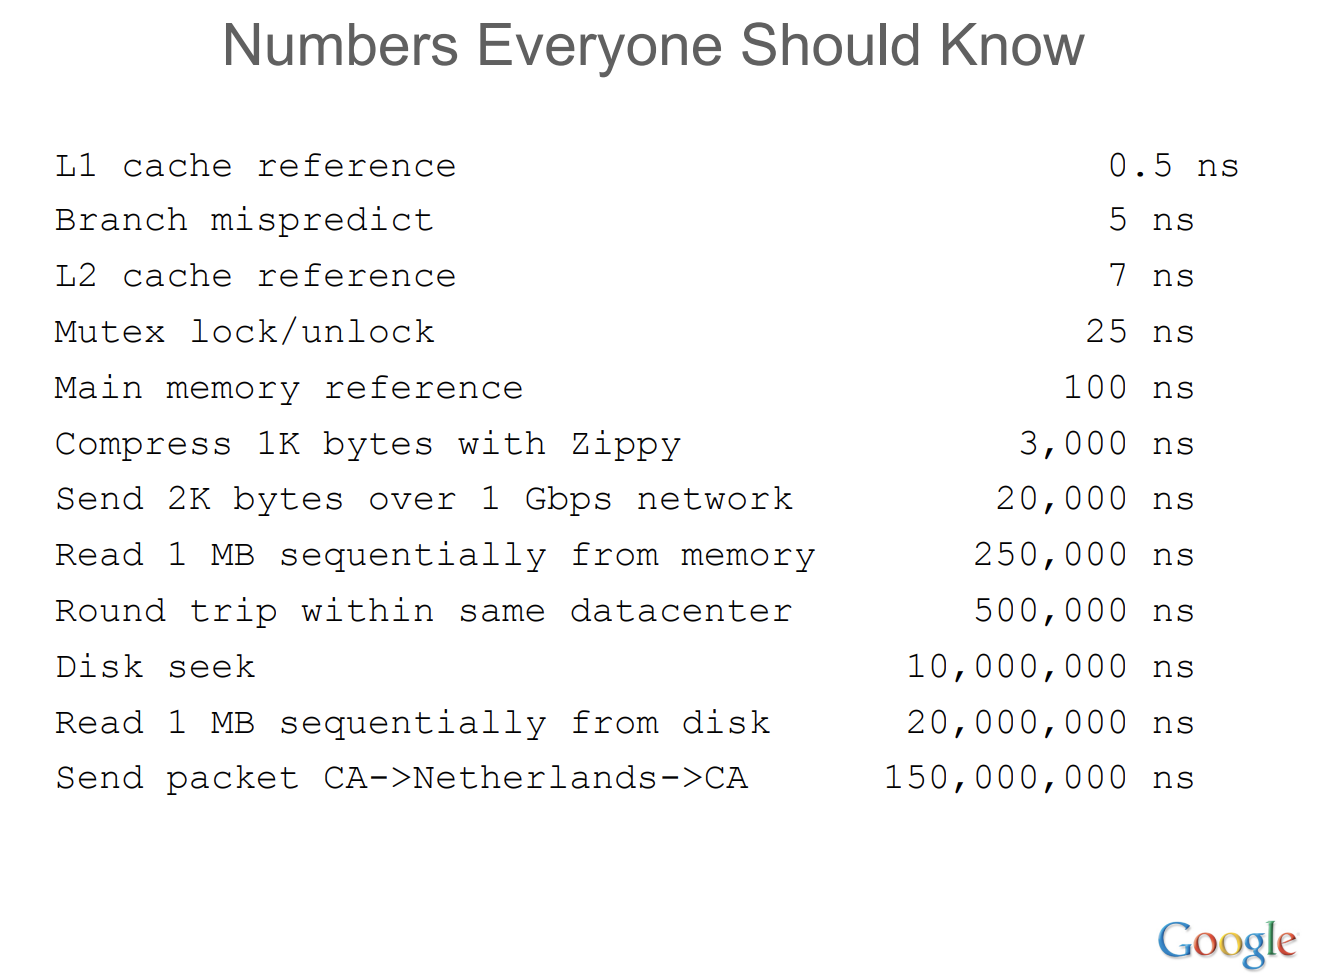 Numbers Everyone Should Know
L1 cache reference 0.5 ns
Branch mispredict 5 ns
L2 cache reference 7 ns
Mutex lock/unlock 25 ns
Main memory reference 100 ns
Compress 1K bytes with Zippy 3,000 ns
Send 2K bytes over 1 Gbps network 20,000 ns
Read 1 MB sequentially from memory 250,000 ns
Round trip within same datacenter 500,000 ns
Disk seek 10,000,000 ns
Read 1 MB sequentially from disk 20,000,000 ns
Send packet CA->Netherlands->CA 150,000,000 ns
Google